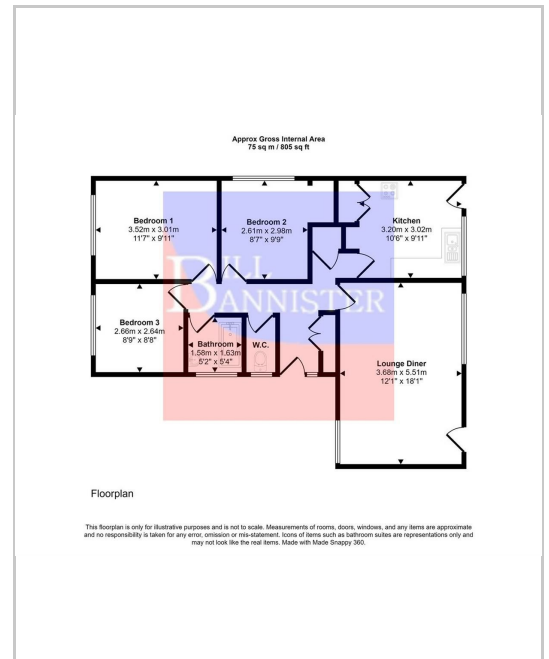 Approx Gross Internal Area
75 sq m / 805 sq ft
Bedroom 1
3.52m x 3.01m
11'7" x 9'11"
Bedroom 2
2.61m x 2.98m
8'7" x 9'9"
Kitchen
3.20m x 3.02m
10'6" x 9'11"
BILL
BANNISTER
Bedroom 3
2.66m x 2.64m
8'9" x 8'8"
Bathroom
1.58m x 1.63m
5'2" x 5'4"
W.C.
Lounge Diner
3.68m x 5.51m
12'1" x 18'1"
Floorplan
This floorplan is only for illustrative purposes and is not to scale. Measurements of rooms, doors, windows, and any items are approximate
and no responsibility is taken for any error, omission or mis-statement. Icons of items such as bathroom suites are representations only and
may not look like the real items. Made with Made Snappy 360.